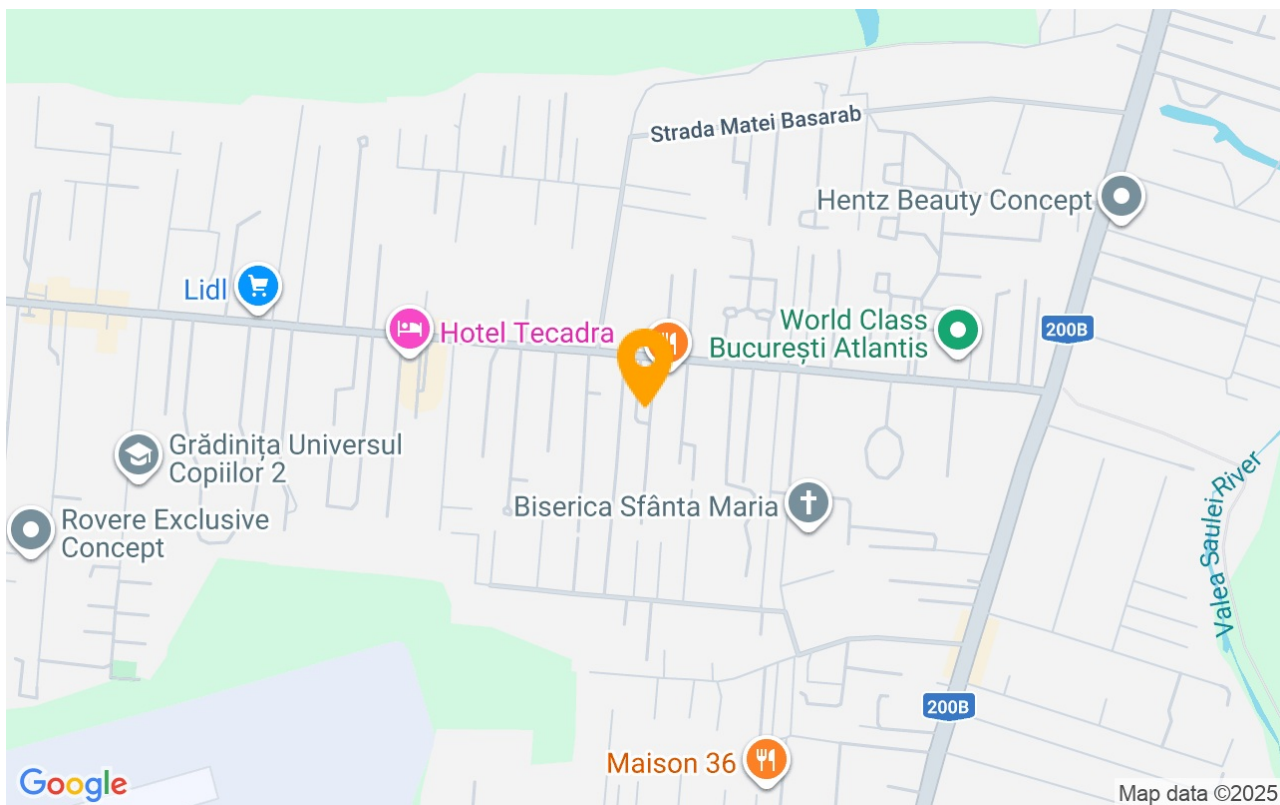 Strada Matei Basarab
Hentz Beauty Concept
Lidl
Hotel Tecadra
World Class
București Atlantis
200B
Grădinița Universul
Copiilor 2
Biserica Sfânta Maria
Rovere Exclusive
Concept
Valea Saulei River
200B
Maison 36
Google
Map data ©2025